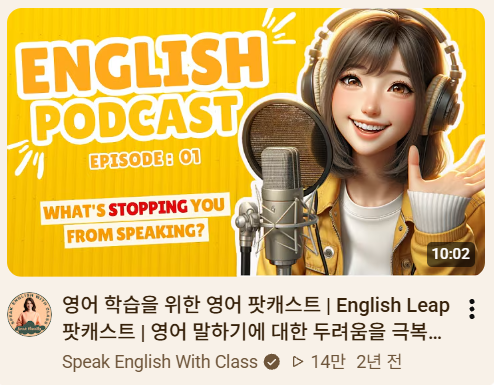 ENGLISH
PODCAST
EPISODE : 01
WHAT'S STOPPING YOU
FROM SPEAKING?
10:02
영어 학습을 위한 영어 팟캐스트 | English Leap
팟캐스트 | 영어 말하기에 대한 두려움을 극복...
Speak English With Class ▷ 14만 2년 전